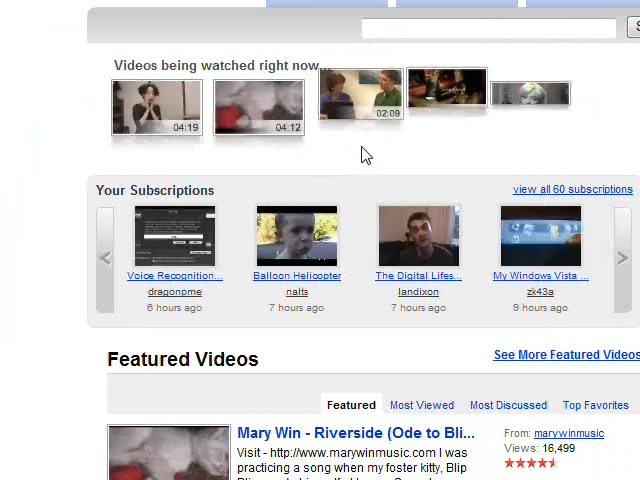 S
Videos being watched right now...
04:19
04:12
02:09
Your Subscriptions
view all 60 subscriptions
Voice Recognition... Balloon Helicopter The Digital Lifes... My Windows Vista ...
dragonpme nalts landixon zk43a
6 hours ago 7 hours ago 7 hours ago 9 hours ago
Featured Videos
See More Featured Videos
Featured Most Viewed Most Discussed Top Favorites
Mary Win - Riverside (Ode to Bli...
From: marywinmusic
Visit - http://www.marywinmusic.com I was
Views: 16,499
practicing a song when my foster kitty, Blip